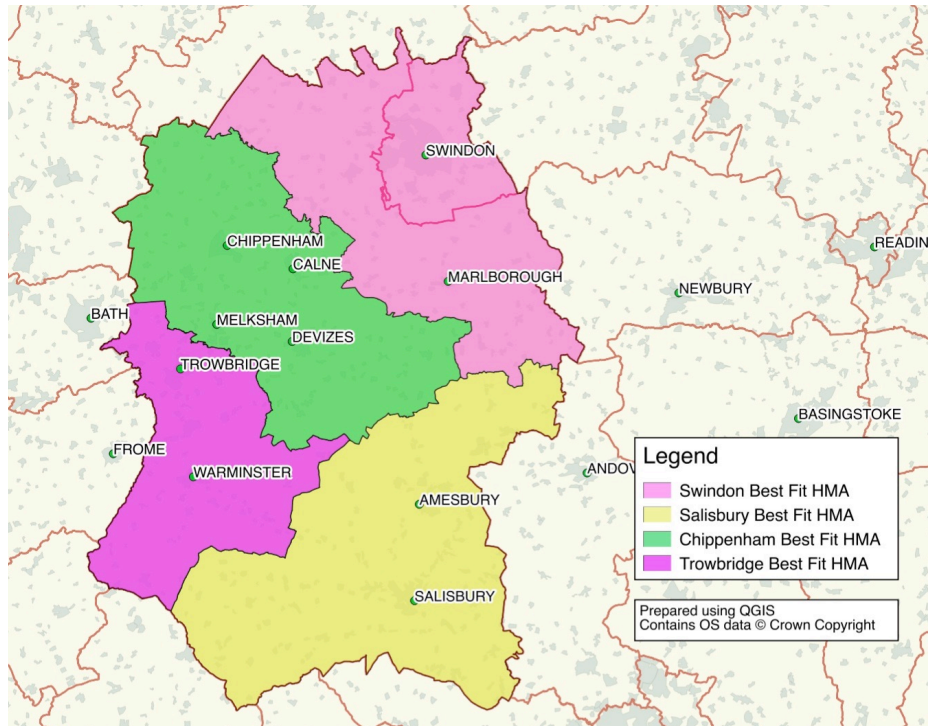 SWINDON
CHIPPENHAM
READIN
CALNE
MARLBOROUGH
NEWBURY
BATH
MELKSHAM
DEVIZES
TROWBRIDGE
BASINGSTOKE
FROME
WARMINSTER
ANDOV
AMESBURY
SALISBURY
Legend
Swindon Best Fit HMA
Salisbury Best Fit HMA
Chippenham Best Fit HMA
Trowbridge Best Fit HMA
Prepared using QGIS
Contains OS data © Crown Copyright